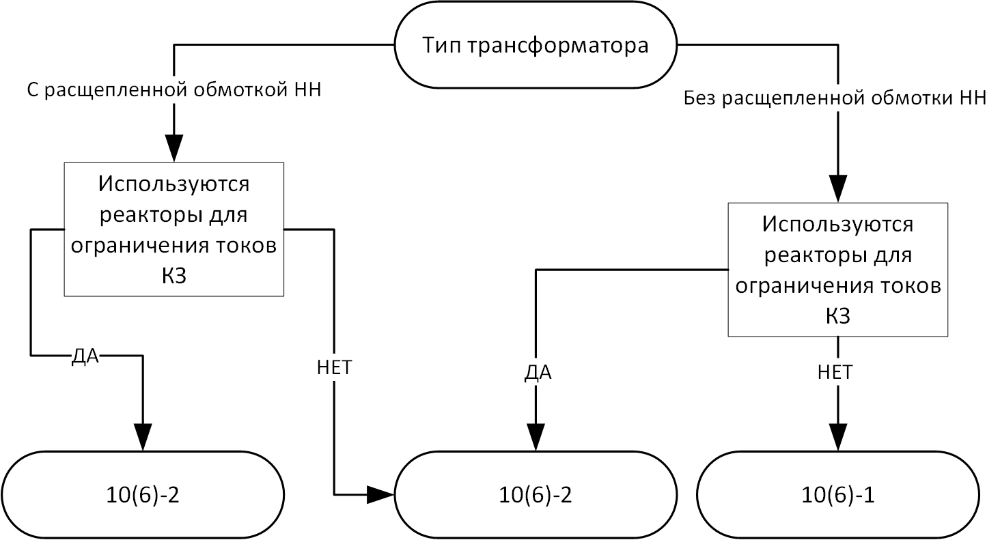 Тип трансформатора
С расщепленной обмоткой НН
Без расщепленной обмотки НН
Используются
реакторы для
ограничения токов
КЗ
Используются
реакторы для
ограничения токов
КЗ
ДА
НЕТ
ДА
НЕТ
10(6)-2
10(6)-2
10(6)-1